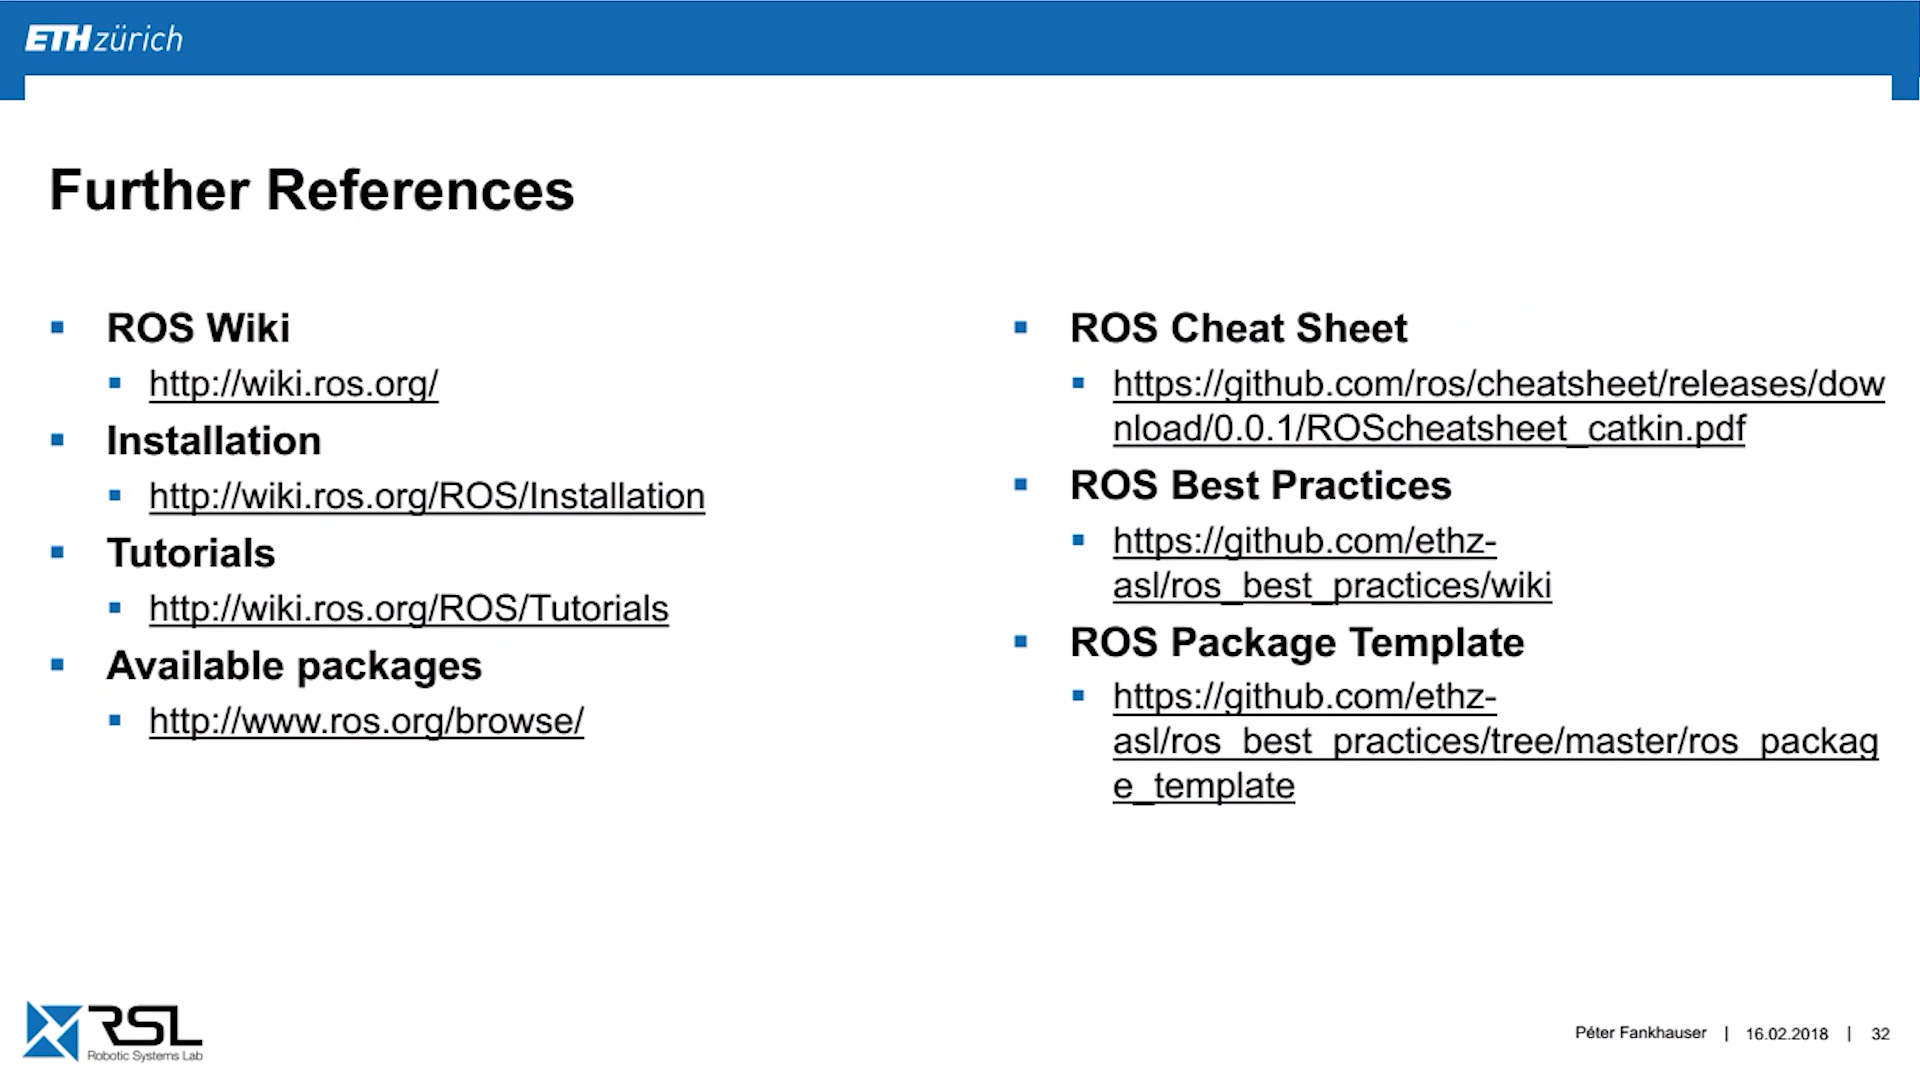 ETH zürich
Further References
ROS Wiki
http://wiki.ros.org/
Installation
http://wiki.ros.org/ROS/Installation
Tutorials
http://wiki.ros.org/ROS/Tutorials
Available packages
http://www.ros.org/browse/
ROS Cheat Sheet
https://github.com/ros/cheatsheet/releases/dow
nload/0.0.1/ROScheatsheet_catkin.pdf
ROS Best Practices
https://github.com/ethz-
asl/ros_best_practices/wiki
ROS Package Template
https://github.com/ethz-
asl/ros_best_practices/tree/master/ros_packag
e_template
RSL
Robotic Systems Lab
Péter Fankhauser | 16.02.2018 | 32